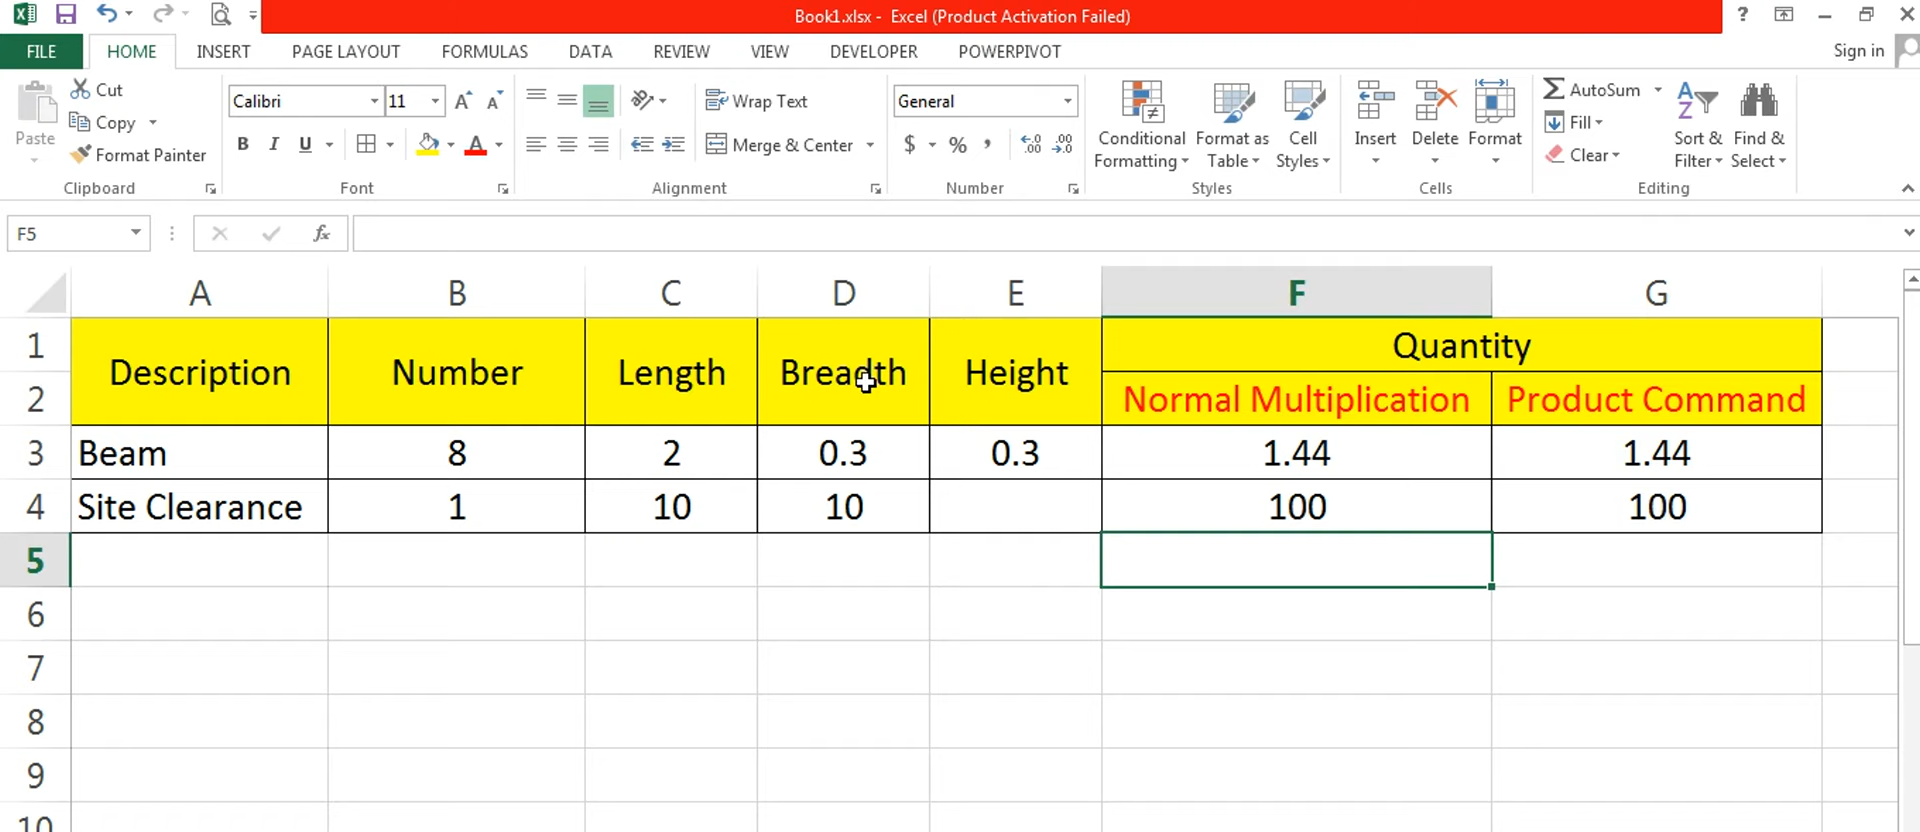 Book1.xlsx - Excel (Product Activation Failed)
FILE HOME INSERT PAGE LAYOUT FORMULAS DATA REVIEW VIEW DEVELOPER POWERPIVOT Sign in
Paste
Cut
Copy
Format Painter
Clipboard
Calibri 11
B I U A
Font
Wrap Text
Merge & Center
Alignment
General
$ % ,
Number
Conditional Formatting
Format as Table
Cell Styles
Styles
Insert Delete Format
Cells
AutoSum
Fill
Clear
Sort & Filter
Find & Select
Editing
F5 fx
A B C D E F G
1 Description Number Length Breadth Height Quantity
2 Normal Multiplication Product Command
3 Beam 8 2 0.3 0.3 1.44 1.44
4 Site Clearance 1 10 10 100 100
5
6
7
8
9
10